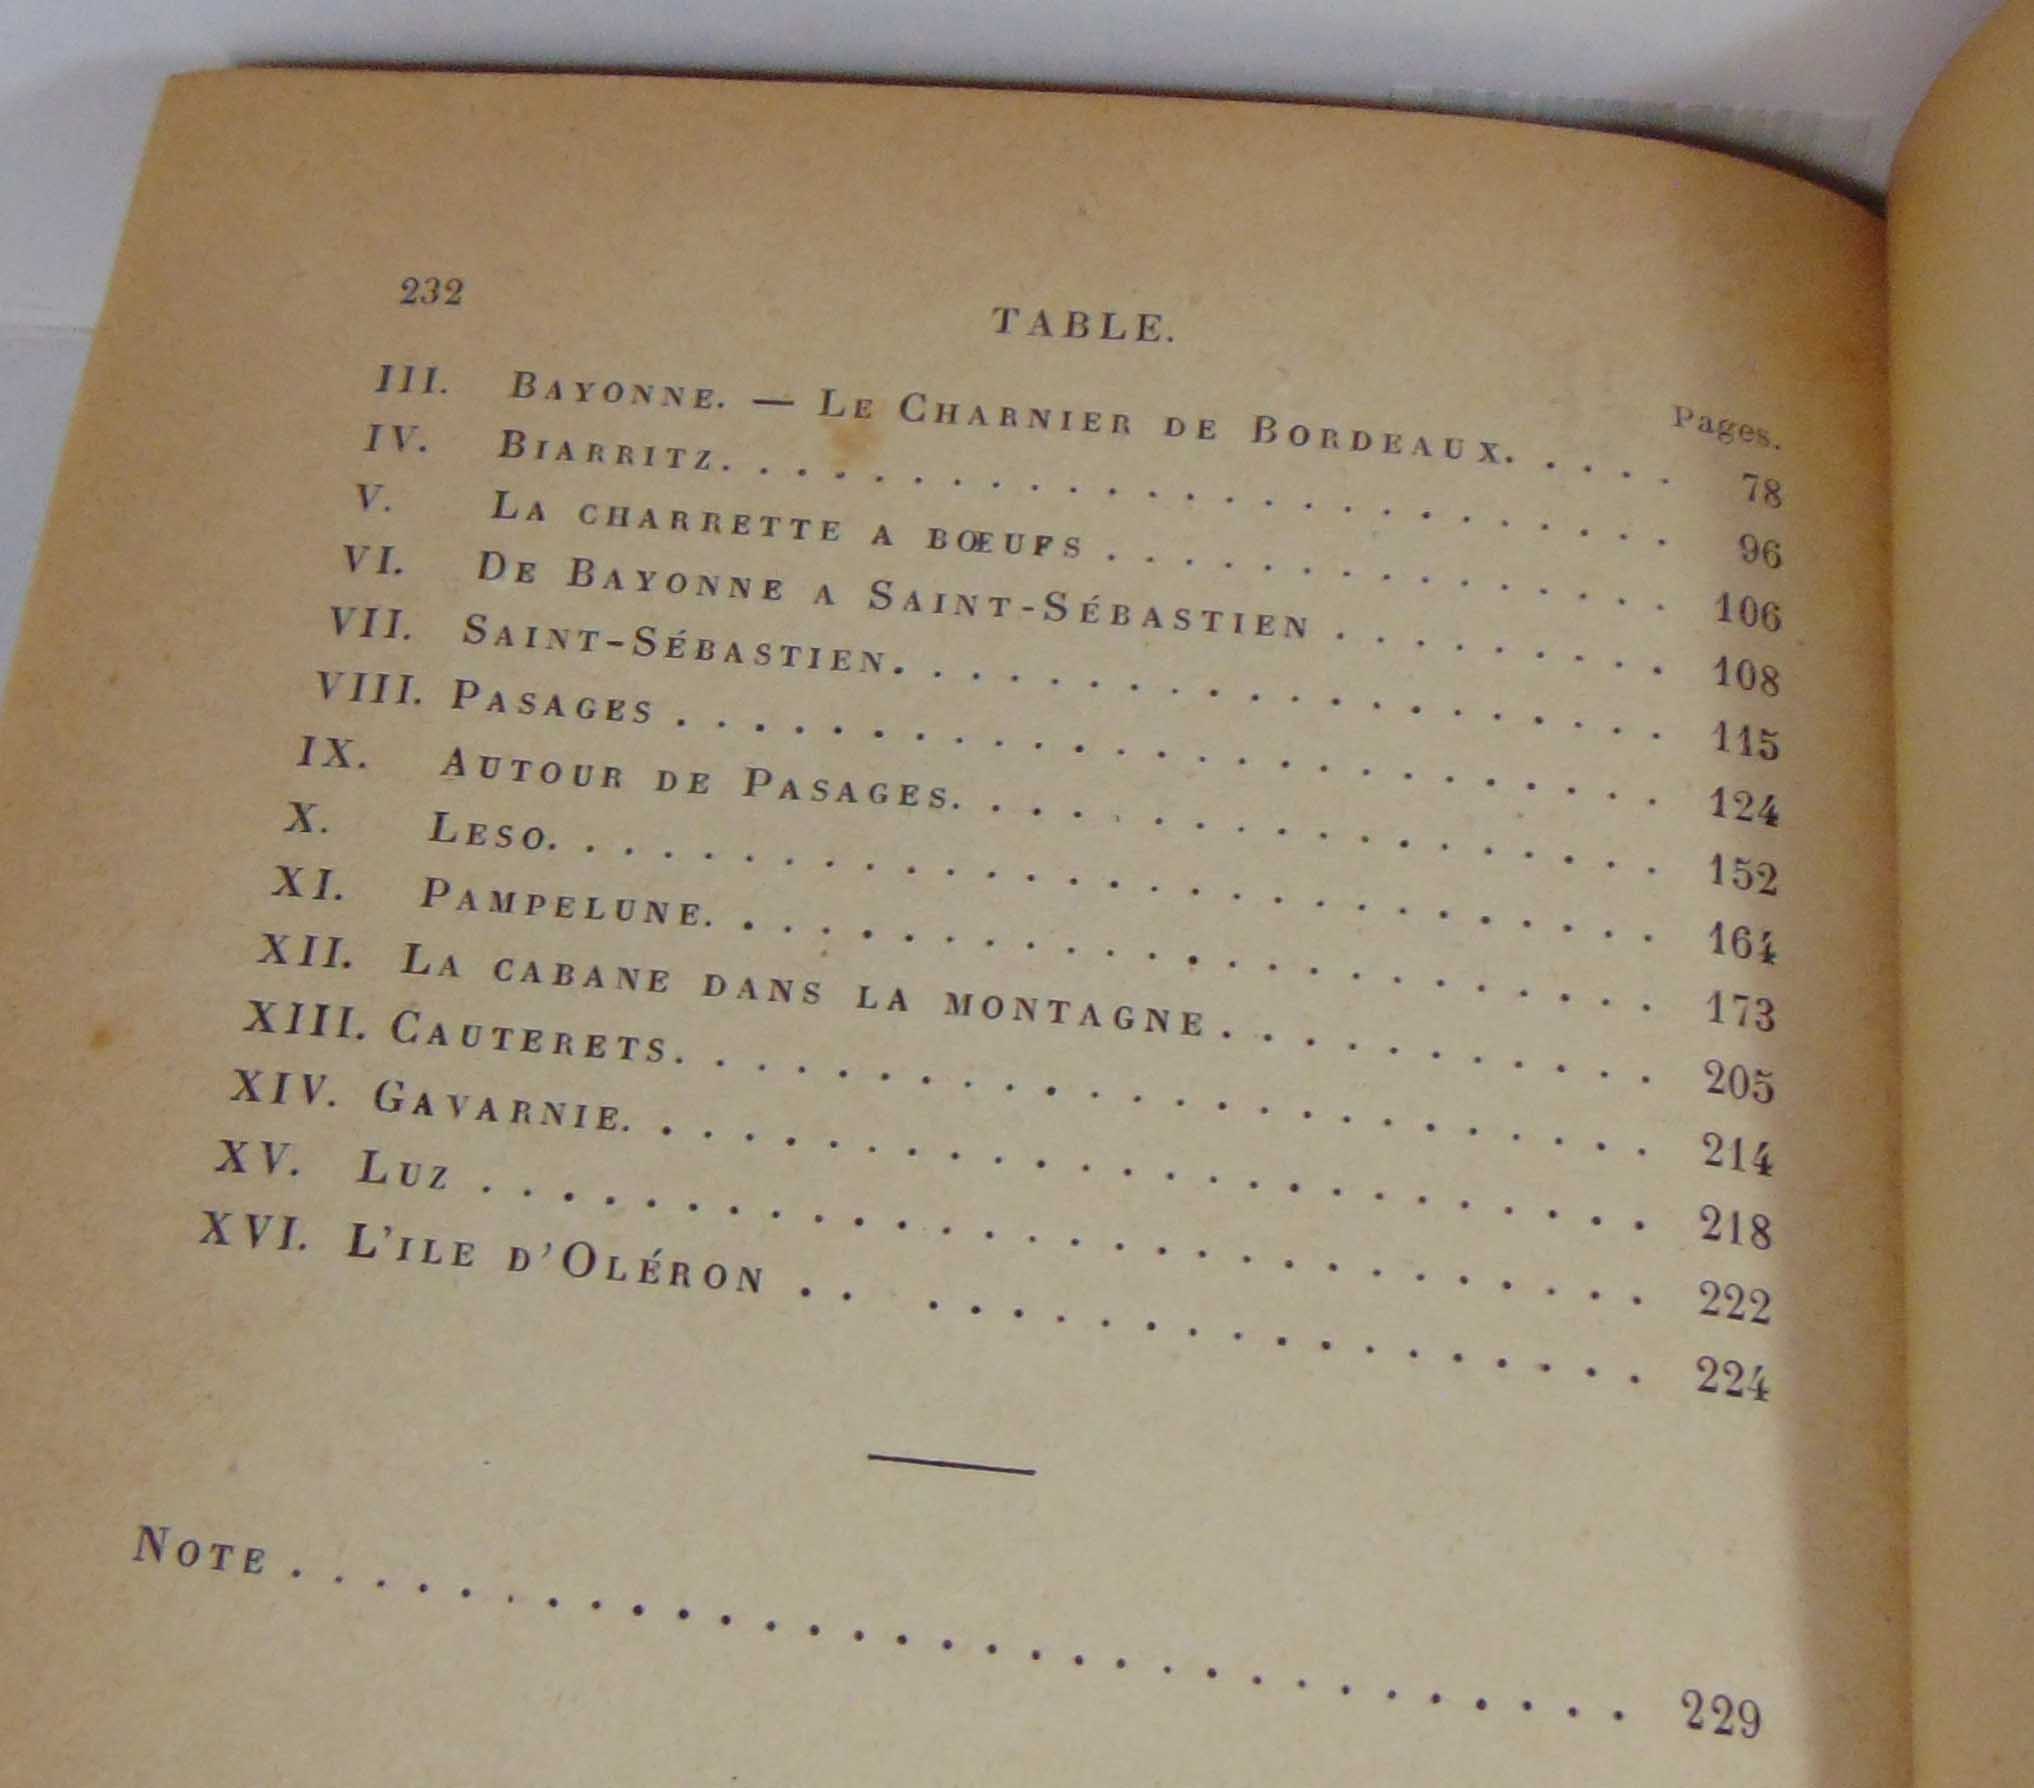 232
TABLE.
Pages.
III. BAYONNE. — LE CHARNIER DE BORDEAUX. . . . . 78
IV. BIARRITZ. . . . . . . . . . . . . . . . . . . . . . . . . 96
V. LA CHARRETTE A BŒUFS . . . . . . . . . . . . . . . 106
VI. DE BAYONNE A SAINT-SÉBASTIEN . . . . . . . . . 108
VII. SAINT-SÉBASTIEN. . . . . . . . . . . . . . . . . . . . 115
VIII. PASAGES . . . . . . . . . . . . . . . . . . . . . . . . . 124
IX. AUTOUR DE PASAGES. . . . . . . . . . . . . . . . . . 152
X. LESO. . . . . . . . . . . . . . . . . . . . . . . . . . . . 164
XI. PAMPELUNE. . . . . . . . . . . . . . . . . . . . . . . . 173
XII. LA CABANE DANS LA MONTAGNE. . . . . . . . . . . 205
XIII. CAUTERETS. . . . . . . . . . . . . . . . . . . . . . . . 214
XIV. GAVARNIE. . . . . . . . . . . . . . . . . . . . . . . . . 218
XV. LUZ . . . . . . . . . . . . . . . . . . . . . . . . . . . . 222
XVI. L'ILE D'OLÉRON . . . . . . . . . . . . . . . . . . . 224
NOTE . . . . . . . . . . . . . . . . . . . . . . . . . . . . . . . 229